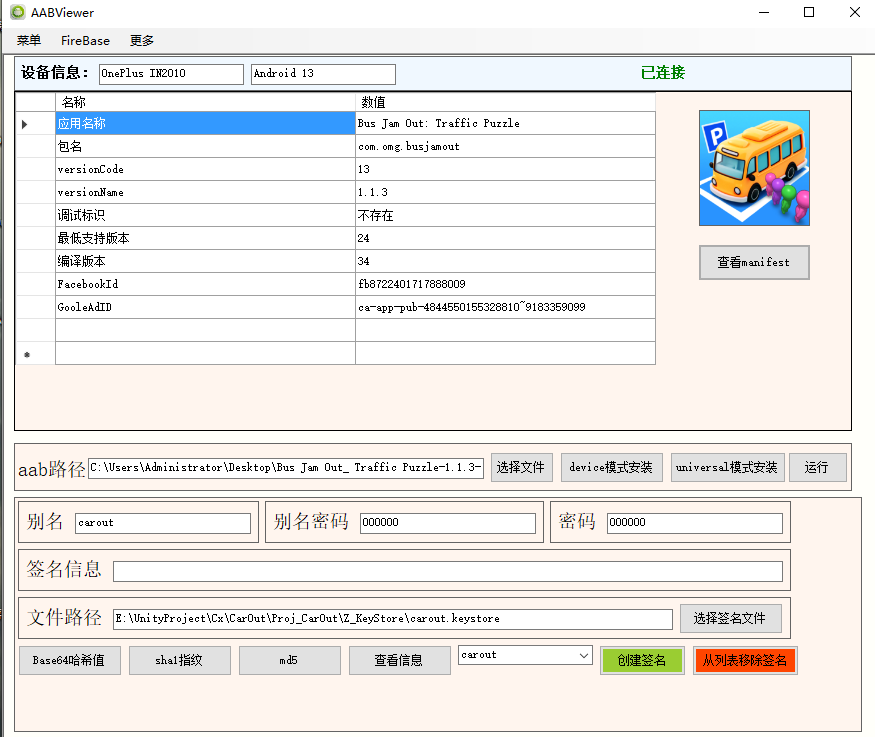 AABViewer
菜单 FireBase 更多
设备信息： OnePlus IN2010 Android 13 已连接
名称 数值
应用名称 Bus Jam Out: Traffic Puzzle
包名 com.omg.busjamout
versionCode 13
versionName 1.1.3
调试标识 不存在
最低支持版本 24
编译版本 34
FacebookId fb8722401717888009
GooleAdID ca-app-pub-4844550155328810~9183359099
P
查看manifest
aab路径 C:\Users\Administrator\Desktop\Bus Jam Out_ Traffic Puzzle-1.1.3- 选择文件 device模式安装 universal模式安装 运行
别名 carout 别名密码 000000 密码 000000
签名信息
文件路径 E:\UnityProject\Cx\CarOut\Proj_CarOut\Z_KeyStore\carout.keystore 选择签名文件
Base64哈希值 sha1指纹 md5 查看信息 carout 创建签名 从列表移除签名